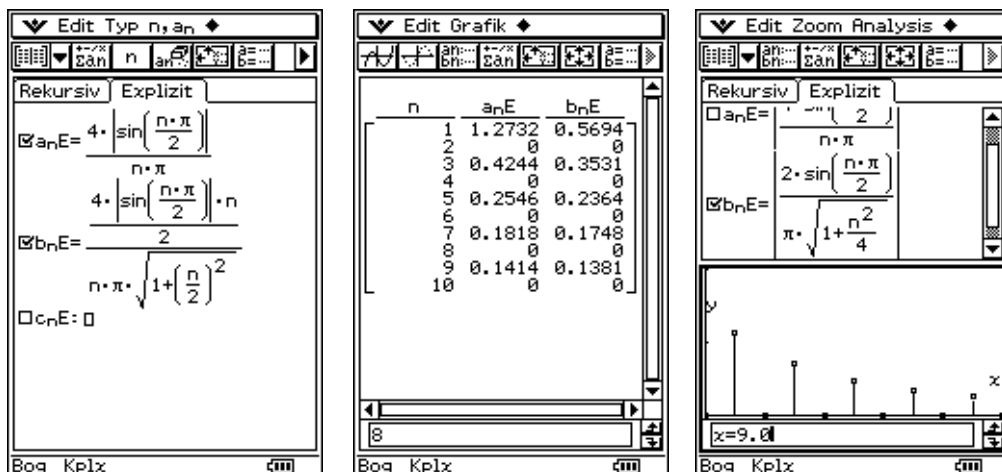 Edit Typ n,aₙ ◆
Σan n
Rekursiv Explizit
☑aₙE= 4·|sin(n·π/2)| / n·π
☑bₙE= (4·|sin(n·π/2)|·n / 2) / (n·π·√(1+(n/2)²))
☐cₙE:▯
Bog Kplx
Edit Grafik ◆
n aₙE bₙE
1 1.2732 0.5694
2 0 0
3 0.4244 0.3531
4 0 0
5 0.2546 0.2364
6 0 0
7 0.1818 0.1748
8 0 0
9 0.1414 0.1381
10 0 0
8
Bog Kplx
Edit Zoom Analysis ◆
Rekursiv Explizit
☐aₙE= 2 / n·π
☑bₙE= |2·sin(n·π/2) / (π·√(1+n²/4))|
y
x
x=9.0
Bog Kplx